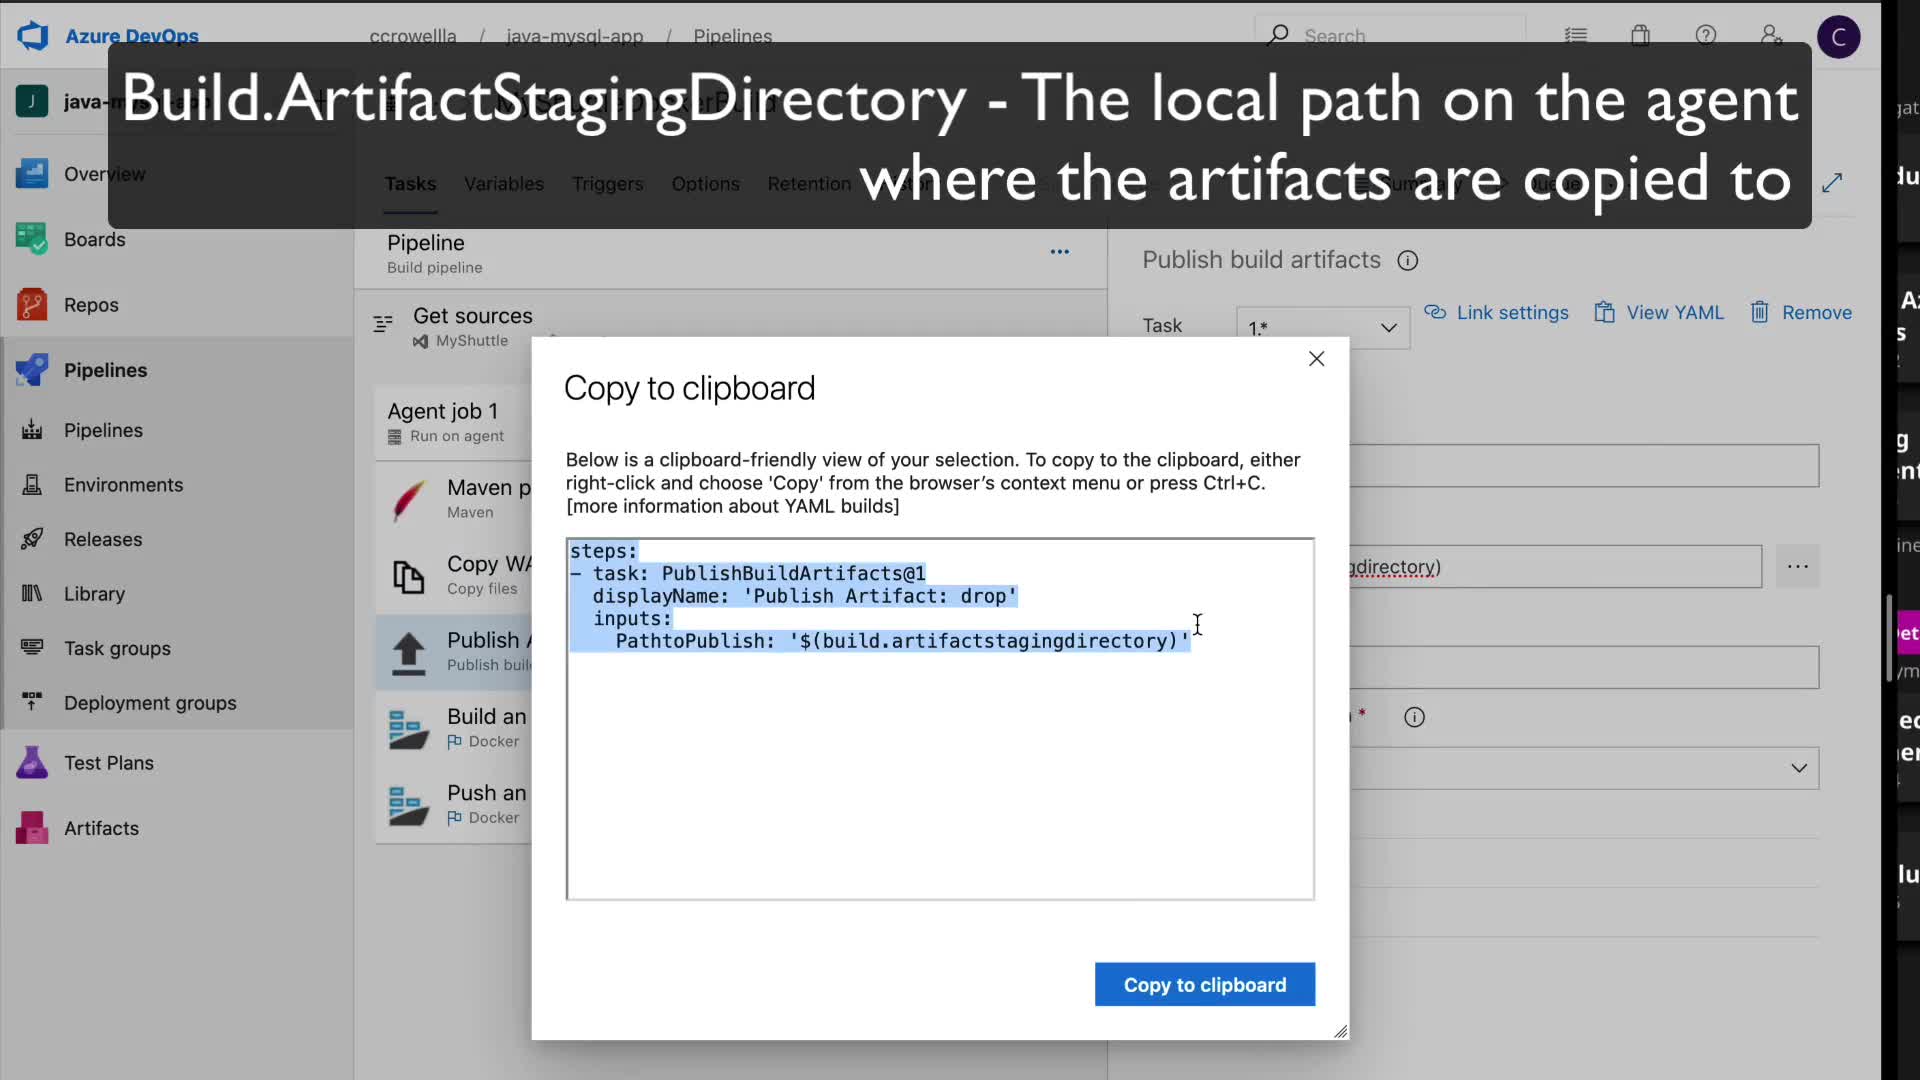 Azure DevOps
ccrowellla / java-mysql-app / Pipelines
Search
C
Build.ArtifactStagingDirectory - The local path on the agent
where the artifacts are copied to
J
Overview
Boards
Repos
Pipelines
Pipelines
Environments
Releases
Library
Task groups
Deployment groups
Test Plans
Artifacts
Tasks
Variables
Triggers
Options
Retention
Pipeline
Build pipeline
Get sources
MyShuttle
Agent job 1
Run on agent
Maven p
Maven
Copy WA
Copy files
Publish A
Publish buil
Build an
Docker
Push an
Docker
Publish build artifacts
Task
1.*
Link settings
View YAML
Remove
gdirectory)
*
Copy to clipboard
Below is a clipboard-friendly view of your selection. To copy to the clipboard, either
right-click and choose 'Copy' from the browser's context menu or press Ctrl+C.
[more information about YAML builds]
steps:
- task: PublishBuildArtifacts@1
displayName: 'Publish Artifact: drop'
inputs:
PathtoPublish: '$(build.artifactstagingdirectory)'
Copy to clipboard